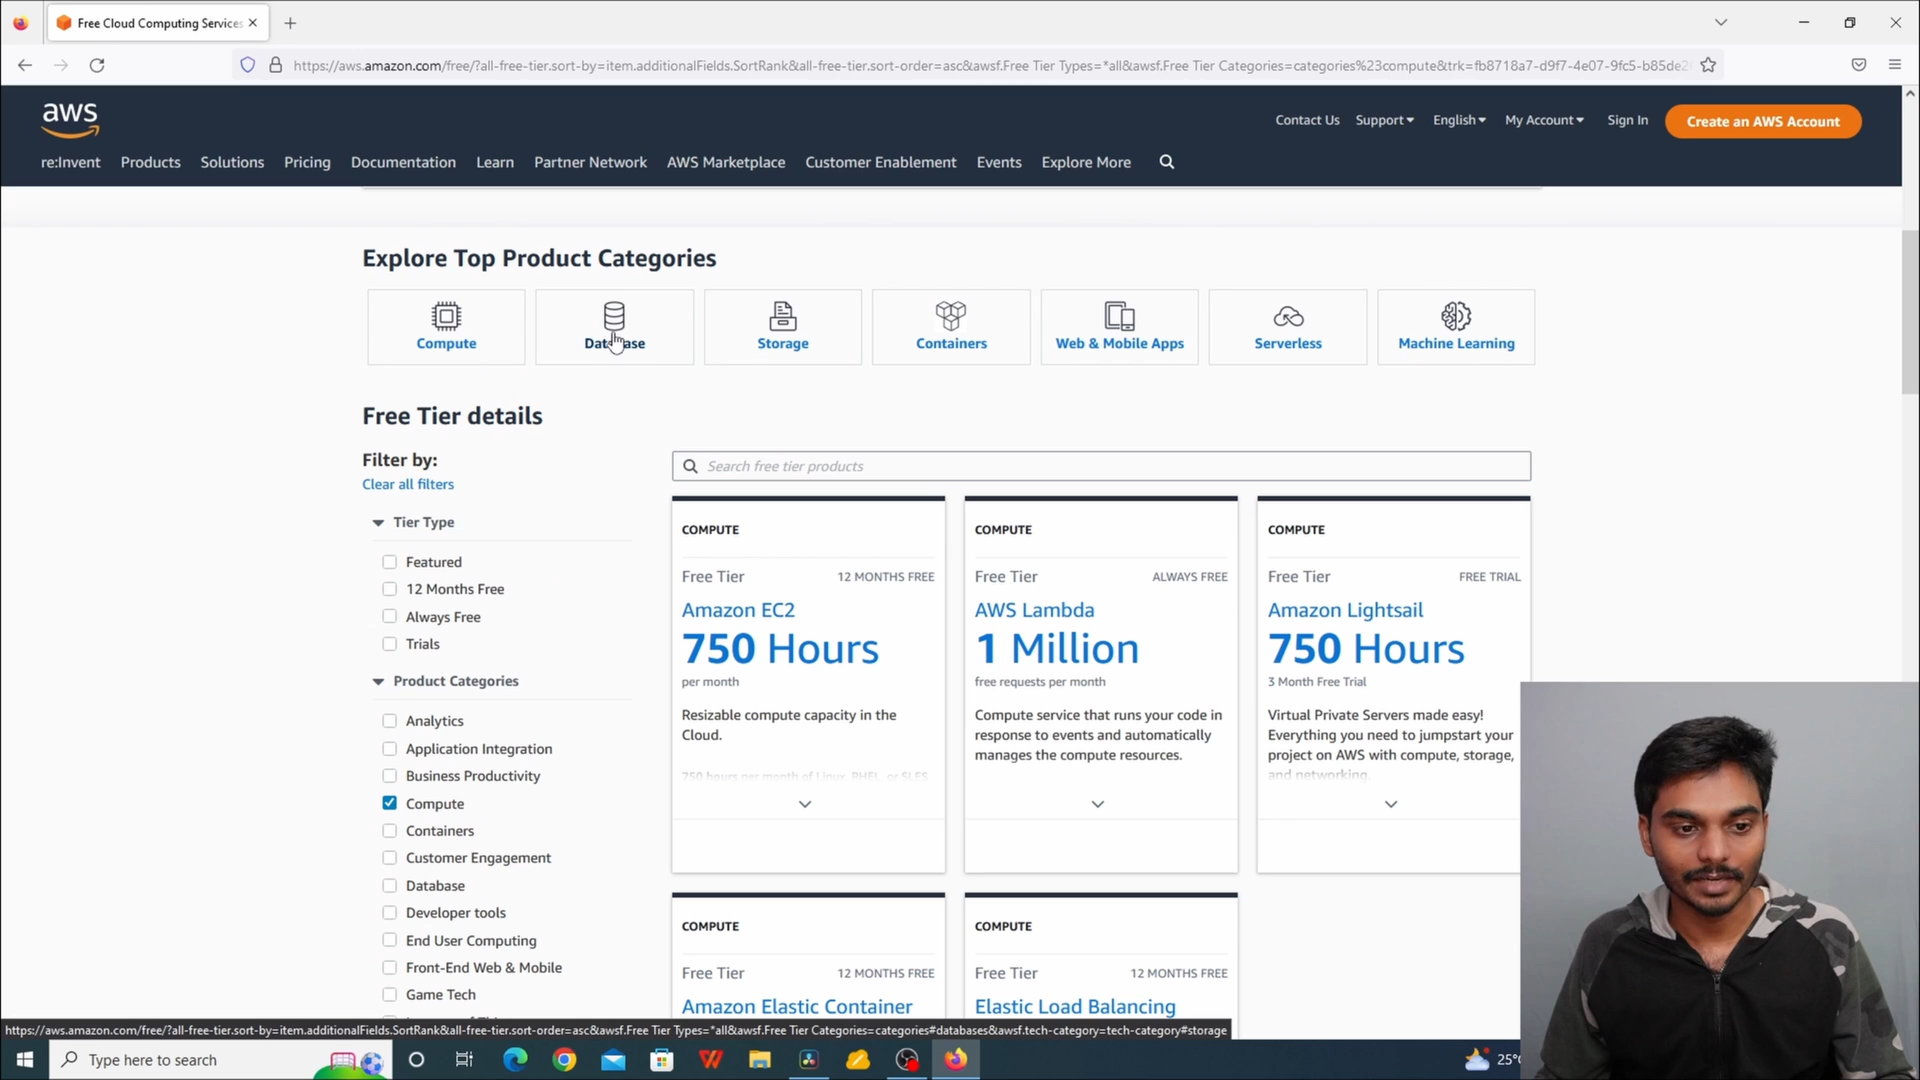 Free Cloud Computing Services
https://aws.amazon.com/free/?all-free-tier.sort-by=item.additionalFields.SortRank&all-free-tier.sort-order=asc&awsf.Free Tier Types=*all&awsf.Free Tier Categories=categories%23compute&trk=fb8718a7-d9f7-4e07-9fc5-b85de2
aws
Contact Us Support English My Account Sign In Create an AWS Account
re:Invent Products Solutions Pricing Documentation Learn Partner Network AWS Marketplace Customer Enablement Events Explore More
Explore Top Product Categories
Compute Database Storage Containers Web & Mobile Apps Serverless Machine Learning
Free Tier details
Filter by:
Clear all filters
Search free tier products
Tier Type
Featured
12 Months Free
Always Free
Trials
Product Categories
Analytics
Application Integration
Business Productivity
Compute
Containers
Customer Engagement
Database
Developer tools
End User Computing
Front-End Web & Mobile
Game Tech
COMPUTE
Free Tier 12 MONTHS FREE
Amazon EC2
750 Hours
per month
Resizable compute capacity in the
Cloud.
750 hours per month of Linux, RHEL, or SLES
COMPUTE
Free Tier ALWAYS FREE
AWS Lambda
1 Million
free requests per month
Compute service that runs your code in
response to events and automatically
manages the compute resources.
COMPUTE
Free Tier FREE TRIAL
Amazon Lightsail
750 Hours
3 Month Free Trial
Virtual Private Servers made easy!
Everything you need to jumpstart your
project on AWS with compute, storage,
and networking.
COMPUTE
Free Tier 12 MONTHS FREE
Amazon Elastic Container
COMPUTE
Free Tier 12 MONTHS FREE
Elastic Load Balancing
https://aws.amazon.com/free/?all-free-tier.sort-by=item.additionalFields.SortRank&all-free-tier.sort-order=asc&awsf.Free Tier Types=*all&awsf.Free Tier Categories=categories#databases&awsf.tech-category=tech-category#storage
Type here to search
25°